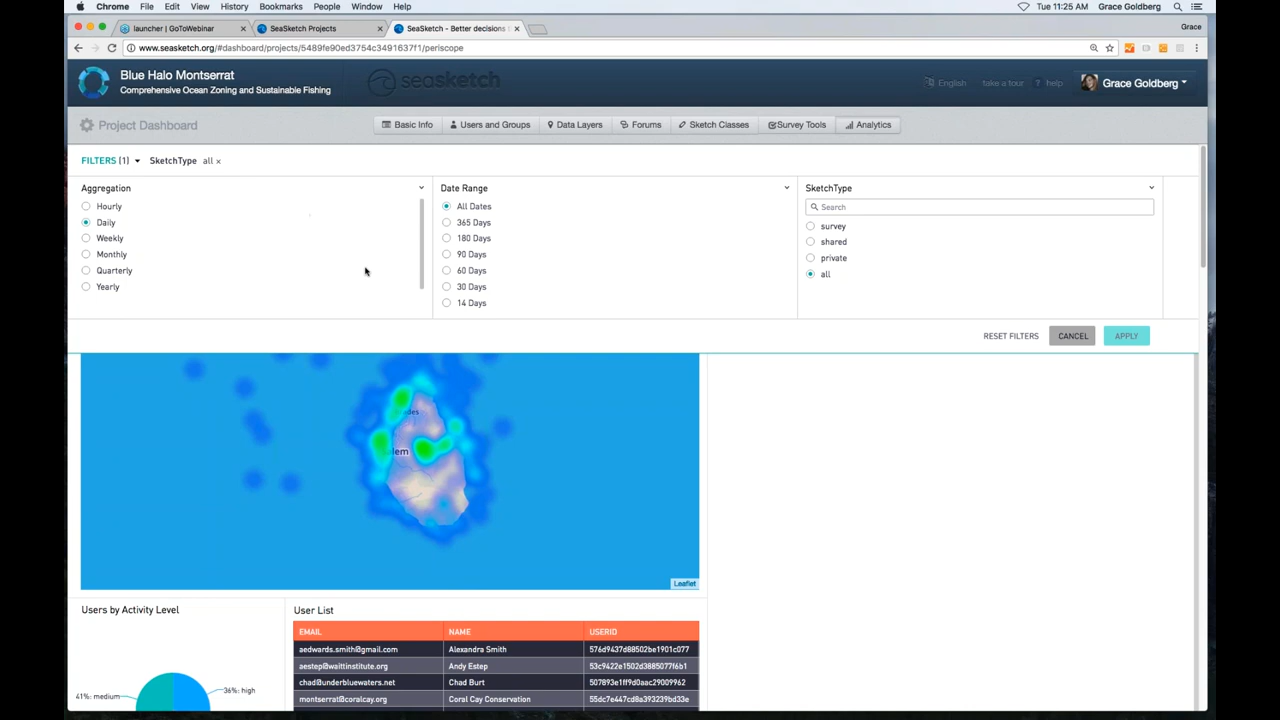 Chrome File Edit View History Bookmarks People Window Help Tue 11:25 AM Grace Goldberg
launcher | GoToWebinar × SeaSketch Projects × SeaSketch - Better decisions × Grace
www.seasketch.org/#dashboard/projects/5489fe90ed3754c3491637f1/periscope
Blue Halo Montserrat
Comprehensive Ocean Zoning and Sustainable Fishing
seasketch
English take a tour ? help Grace Goldberg
Project Dashboard Basic Info Users and Groups Data Layers Forums Sketch Classes Survey Tools Analytics
FILTERS (1) SketchType all ×
Aggregation Date Range SketchType
Hourly All Dates Search
Daily 365 Days survey
Weekly 180 Days shared
Monthly 90 Days private
Quarterly 60 Days all
Yearly 30 Days
14 Days
RESET FILTERS CANCEL APPLY
Leaflet
Users by Activity Level User List
EMAIL NAME USERID
aedwards.smith@gmail.com Alexandra Smith 576d9437d88502be1901c077
aestep@waittinstitute.org Andy Estep 53c9422e1502d3885077f6b1
chad@underbluewaters.net Chad Burt 507893e1ff9d0aac29009962
montserrat@coralcay.org Coral Cay Conservation 55dc7e447cd8a393239bd33e
41%: medium 36%: high